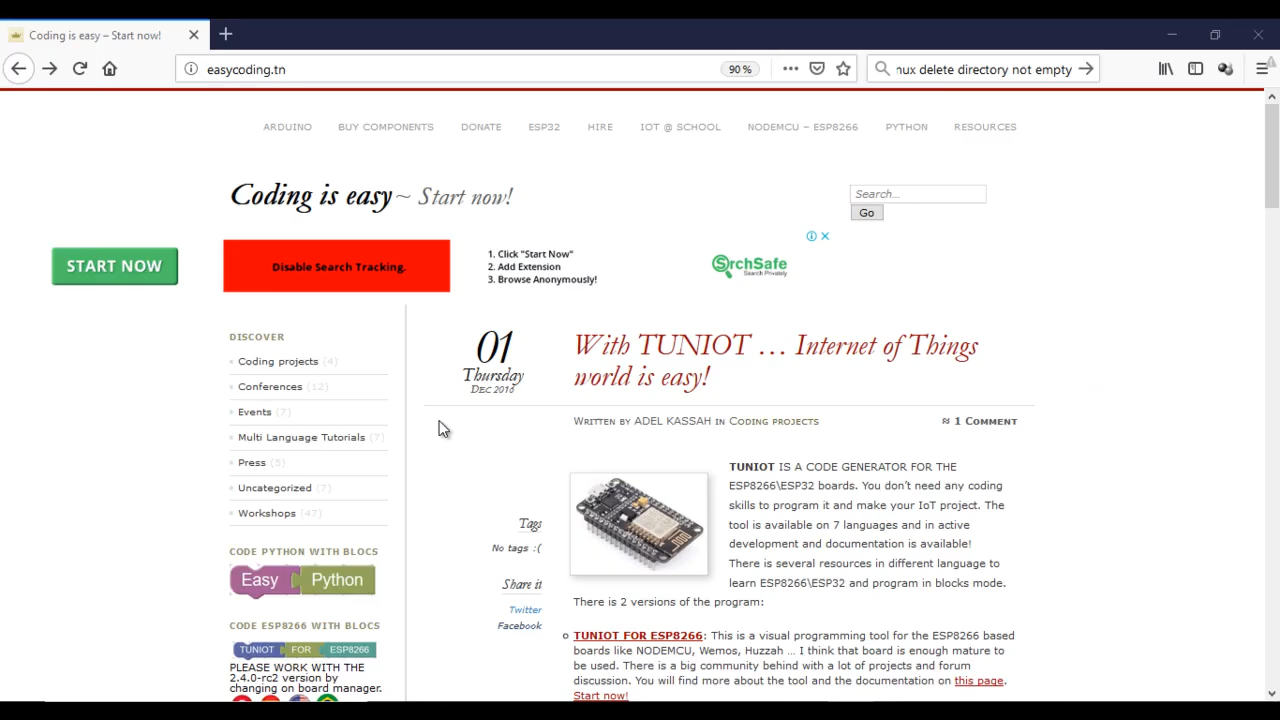 Coding is easy – Start now!
easycoding.tn
90 %
nux delete directory not empty
ARDUINO BUY COMPONENTS DONATE ESP32 HIRE IOT @ SCHOOL NODEMCU – ESP8266 PYTHON RESOURCES
Coding is easy ~ Start now!
Search...
Go
START NOW
Disable Search Tracking.
1. Click "Start Now"
2. Add Extension
3. Browse Anonymously!
SrchSafe
Search Privately
DISCOVER
Coding projects (4)
Conferences (12)
Events (7)
Multi Language Tutorials (7)
Press (5)
Uncategorized (7)
Workshops (47)
CODE PYTHON WITH BLOCS
Easy Python
CODE ESP8266 WITH BLOCS
TUNIOT FOR ESP8266
PLEASE WORK WITH THE
2.4.0-rc2 version by
changing on board manager.
01
Thursday
DEC 2016
With TUNIOT … Internet of Things
world is easy!
WRITTEN BY ADEL KASSAH IN CODING PROJECTS
≈ 1 COMMENT
Tags
No tags :(
Share it
Twitter
Facebook
TUNIOT IS A CODE GENERATOR FOR THE
ESP8266\ESP32 boards. You don't need any coding
skills to program it and make your IoT project. The
tool is available on 7 languages and in active
development and documentation is available!
There is several resources in different language to
learn ESP8266\ESP32 and program in blocks mode.
There is 2 versions of the program:
TUNIOT FOR ESP8266: This is a visual programming tool for the ESP8266 based
boards like NODEMCU, Wemos, Huzzah ... I think that board is enough mature to
be used. There is a big community behind with a lot of projects and forum
discussion. You will find more about the tool and the documentation on this page.
Start now!